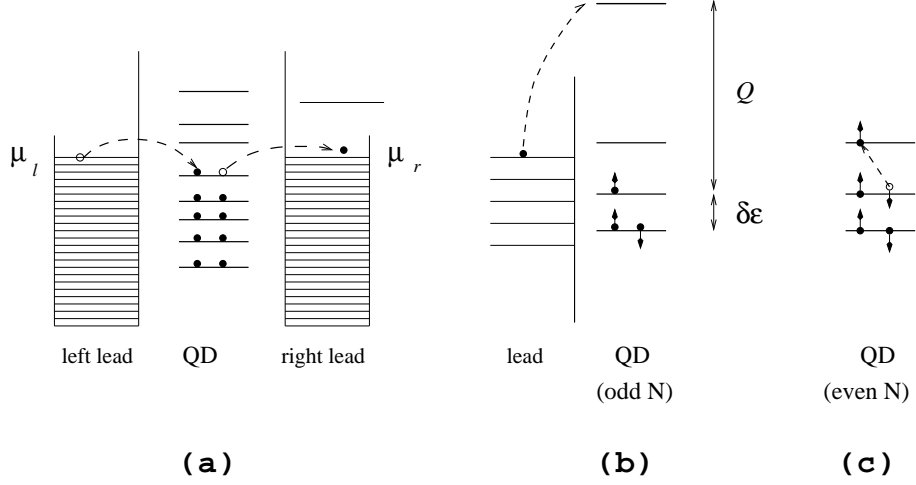 μ l
μ r
Q
δε
left lead
QD
right lead
lead
QD
(odd N)
QD
(even N)
(a)
(b)
(c)